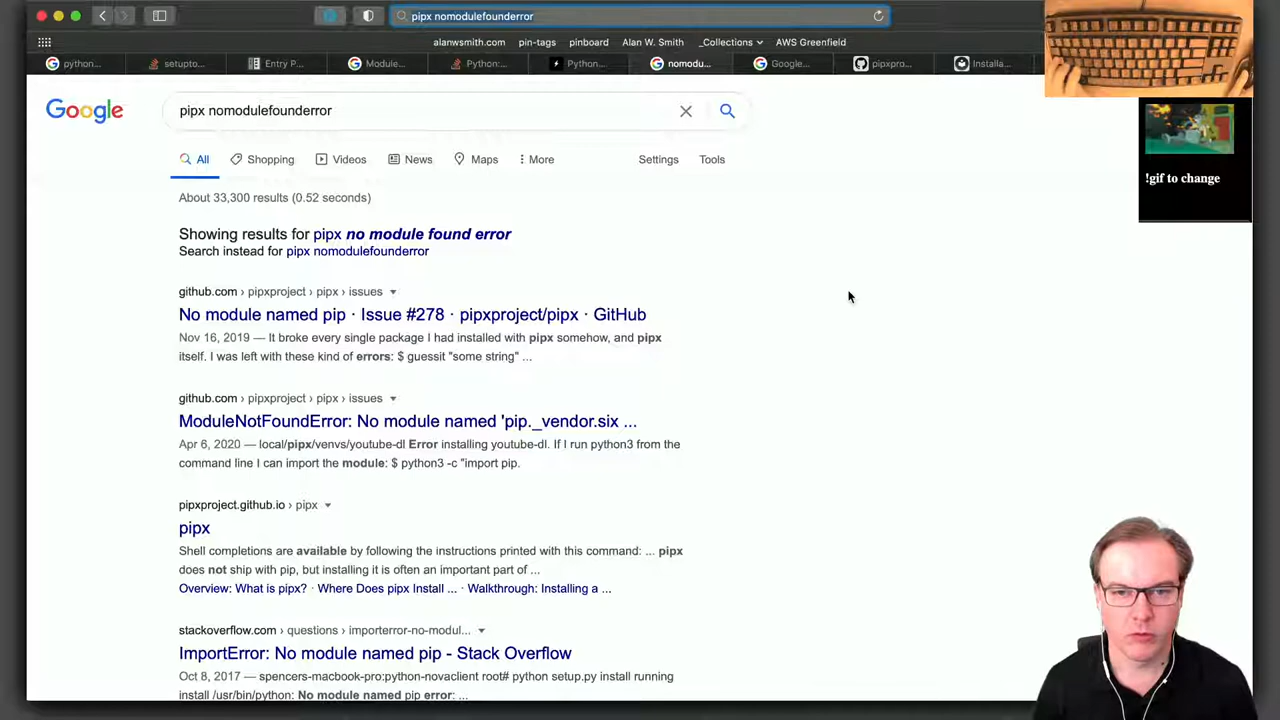 pipx nomodulefounderror
alanwsmith.com pin-tags pinboard Alan W. Smith _Collections AWS Greenfield
python... setupto... Entry P... Module... Python:... Python... nomodu... Google... pipxpro... Installa...
Google pipx nomodulefounderror
All Shopping Videos News Maps More Settings Tools
!gif to change
About 33,300 results (0.52 seconds)
Showing results for pipx no module found error
Search instead for pipx nomodulefounderror
github.com › pipxproject › pipx › issues
No module named pip · Issue #278 · pipxproject/pipx · GitHub
Nov 16, 2019 — It broke every single package I had installed with pipx somehow, and pipx
itself. I was left with these kind of errors: $ guessit "some string" ...
github.com › pipxproject › pipx › issues
ModuleNotFoundError: No module named 'pip._vendor.six ...
Apr 6, 2020 — local/pipx/venvs/youtube-dl Error installing youtube-dl. If I run python3 from the
command line I can import the module: $ python3 -c "import pip.
pipxproject.github.io › pipx
pipx
Shell completions are available by following the instructions printed with this command: ... pipx
does not ship with pip, but installing it is often an important part of ...
Overview: What is pipx? · Where Does pipx Install ... · Walkthrough: Installing a ...
stackoverflow.com › questions › importerror-no-modul...
ImportError: No module named pip - Stack Overflow
Oct 8, 2017 — spencers-macbook-pro:python-novaclient root# python setup.py install running
install /usr/bin/python: No module named pip error: ...